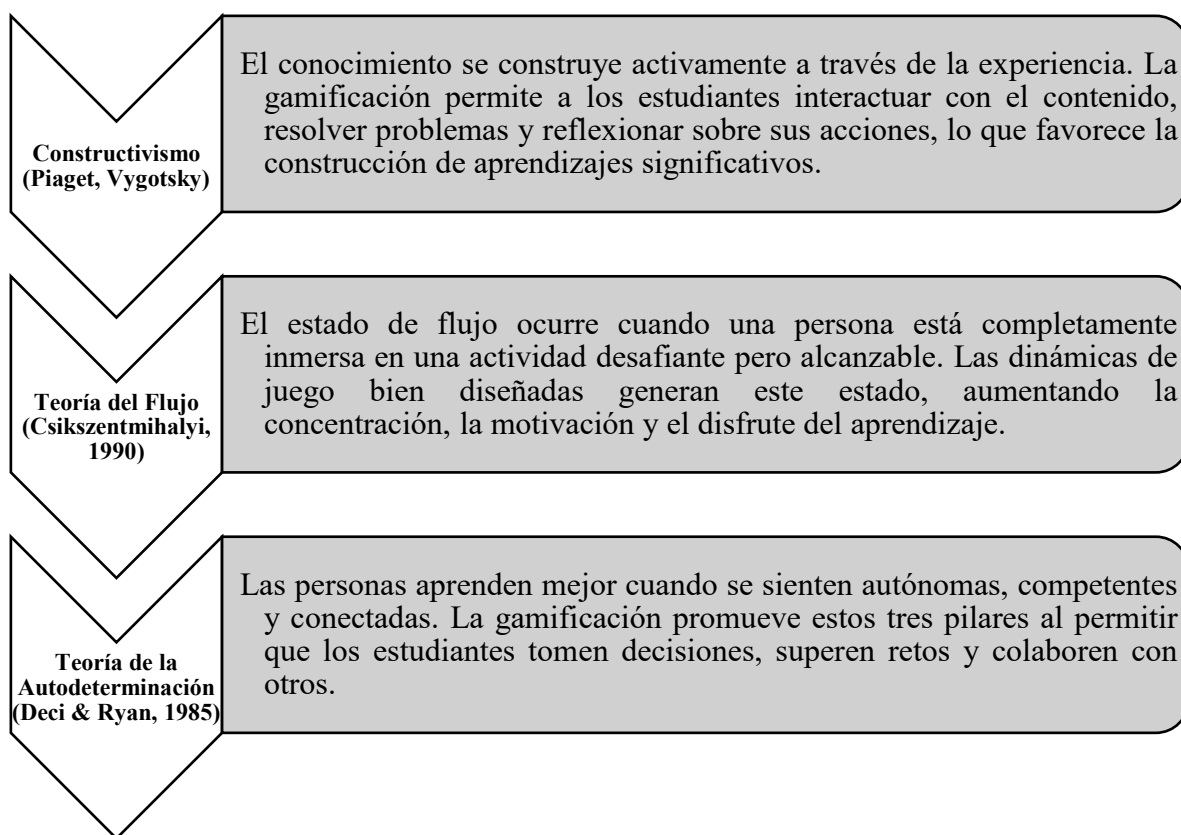 Constructivismo
(Piaget, Vygotsky)
El conocimiento se construye activamente a través de la experiencia. La
gamificación permite a los estudiantes interactuar con el contenido,
resolver problemas y reflexionar sobre sus acciones, lo que favorece la
construcción de aprendizajes significativos.
Teoría del Flujo
(Csikszentmihalyi,
1990)
El estado de flujo ocurre cuando una persona está completamente
inmersa en una actividad desafiante pero alcanzable. Las dinámicas de
juego bien diseñadas generan este estado, aumentando la
concentración, la motivación y el disfrute del aprendizaje.
Teoría de la
Autodeterminación
(Deci & Ryan, 1985)
Las personas aprenden mejor cuando se sienten autónomas, competentes
y conectadas. La gamificación promueve estos tres pilares al permitir
que los estudiantes tomen decisiones, superen retos y colaboren con
otros.